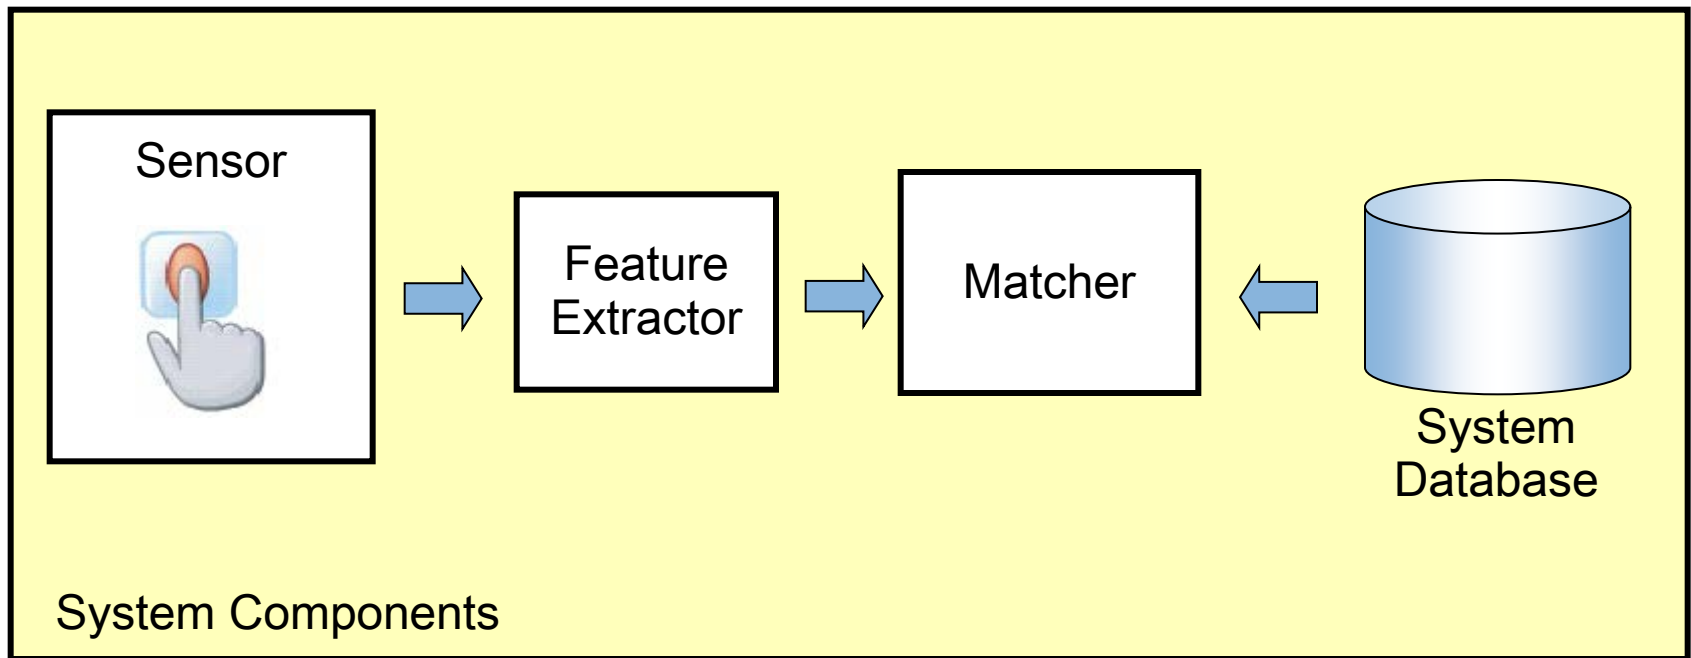 Sensor
Feature
Extractor
Matcher
System
Database
System Components